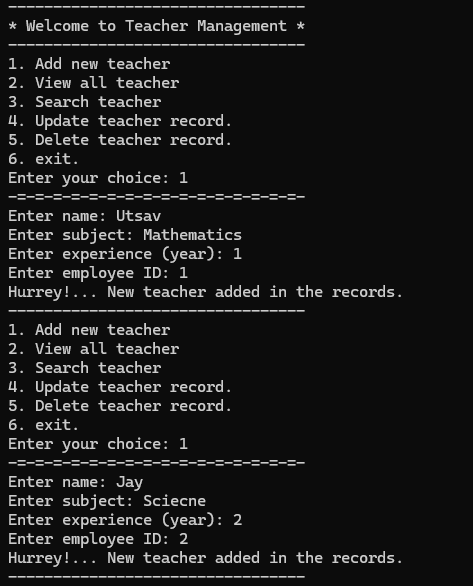 ---------------------------------
* Welcome to Teacher Management *
---------------------------------
1. Add new teacher
2. View all teacher
3. Search teacher
4. Update teacher record.
5. Delete teacher record.
6. exit.
Enter your choice: 1
-=-=-=-=-=-=-=-=-=-=-=-=-=-=-=-=-
Enter name: Utsav
Enter subject: Mathematics
Enter experience (year): 1
Enter employee ID: 1
Hurrey!... New teacher added in the records.
---------------------------------
1. Add new teacher
2. View all teacher
3. Search teacher
4. Update teacher record.
5. Delete teacher record.
6. exit.
Enter your choice: 1
-=-=-=-=-=-=-=-=-=-=-=-=-=-=-=-=-
Enter name: Jay
Enter subject: Sciecne
Enter experience (year): 2
Enter employee ID: 2
Hurrey!... New teacher added in the records.
---------------------------------